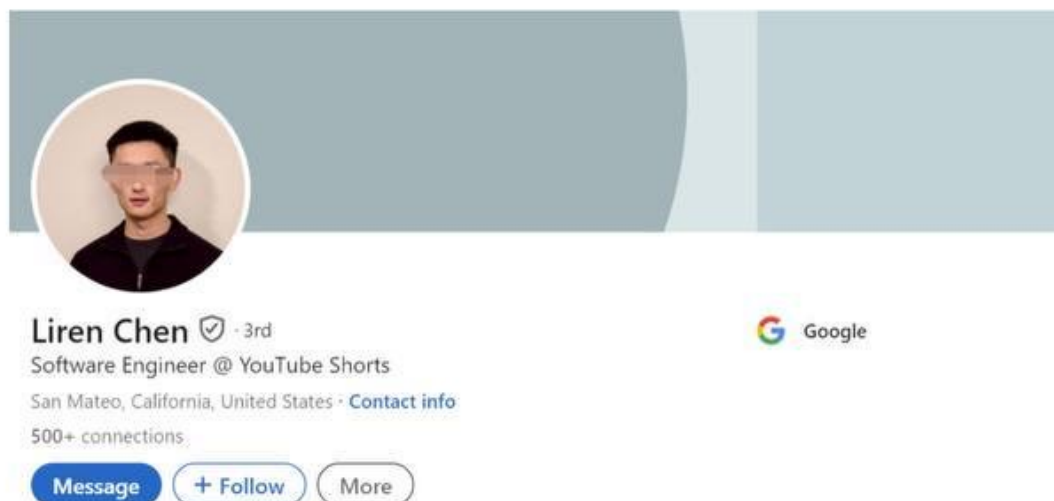 Liren Chen · 3rd
Google
Software Engineer @ YouTube Shorts
San Mateo, California, United States · Contact info
500+ connections
Message + Follow More